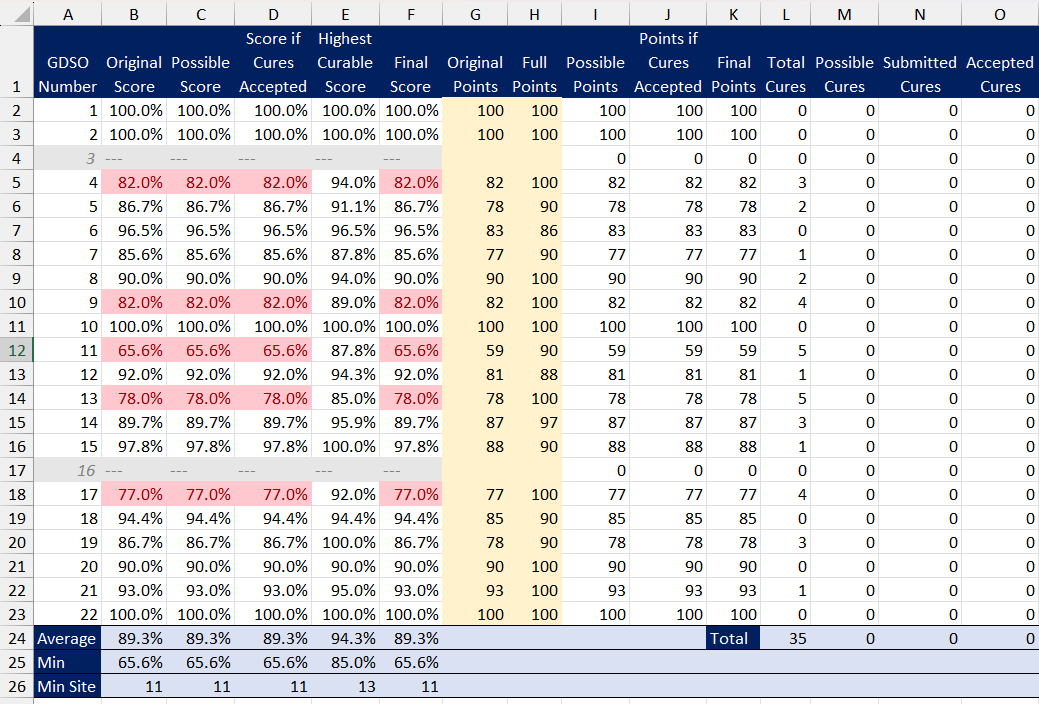 A B C D E F G H I J K L M N O
1 GDSO Number Original Score Possible Score Score if Cures Accepted Highest Curable Score Final Score Original Points Full Points Possible Points Points if Cures Accepted Final Points Total Cures Possible Cures Submitted Cures Accepted Cures
2 1 100.0% 100.0% 100.0% 100.0% 100.0% 100 100 100 100 100 0 0 0 0
3 2 100.0% 100.0% 100.0% 100.0% 100.0% 100 100 100 100 100 0 0 0 0
4 3 --- --- --- --- --- 0 0 0 0 0 0 0
5 4 82.0% 82.0% 82.0% 94.0% 82.0% 82 100 82 82 82 3 0 0 0
6 5 86.7% 86.7% 86.7% 91.1% 86.7% 78 90 78 78 78 2 0 0 0
7 6 96.5% 96.5% 96.5% 96.5% 96.5% 83 86 83 83 83 0 0 0 0
8 7 85.6% 85.6% 85.6% 87.8% 85.6% 77 90 77 77 77 1 0 0 0
9 8 90.0% 90.0% 90.0% 94.0% 90.0% 90 100 90 90 90 2 0 0 0
10 9 82.0% 82.0% 82.0% 89.0% 82.0% 82 100 82 82 82 4 0 0 0
11 10 100.0% 100.0% 100.0% 100.0% 100.0% 100 100 100 100 100 0 0 0 0
12 11 65.6% 65.6% 65.6% 87.8% 65.6% 59 90 59 59 59 5 0 0 0
13 12 92.0% 92.0% 92.0% 94.3% 92.0% 81 88 81 81 81 1 0 0 0
14 13 78.0% 78.0% 78.0% 85.0% 78.0% 78 100 78 78 78 5 0 0 0
15 14 89.7% 89.7% 89.7% 95.9% 89.7% 87 97 87 87 87 3 0 0 0
16 15 97.8% 97.8% 97.8% 100.0% 97.8% 88 90 88 88 88 1 0 0 0
17 16 --- --- --- --- --- 0 0 0 0 0 0 0
18 17 77.0% 77.0% 77.0% 92.0% 77.0% 77 100 77 77 77 4 0 0 0
19 18 94.4% 94.4% 94.4% 94.4% 94.4% 85 90 85 85 85 0 0 0 0
20 19 86.7% 86.7% 86.7% 100.0% 86.7% 78 90 78 78 78 3 0 0 0
21 20 90.0% 90.0% 90.0% 90.0% 90.0% 90 100 90 90 90 0 0 0 0
22 21 93.0% 93.0% 93.0% 95.0% 93.0% 93 100 93 93 93 1 0 0 0
23 22 100.0% 100.0% 100.0% 100.0% 100.0% 100 100 100 100 100 0 0 0 0
24 Average 89.3% 89.3% 89.3% 94.3% 89.3% Total 35 0 0 0
25 Min 65.6% 65.6% 65.6% 85.0% 65.6%
26 Min Site 11 11 11 13 11